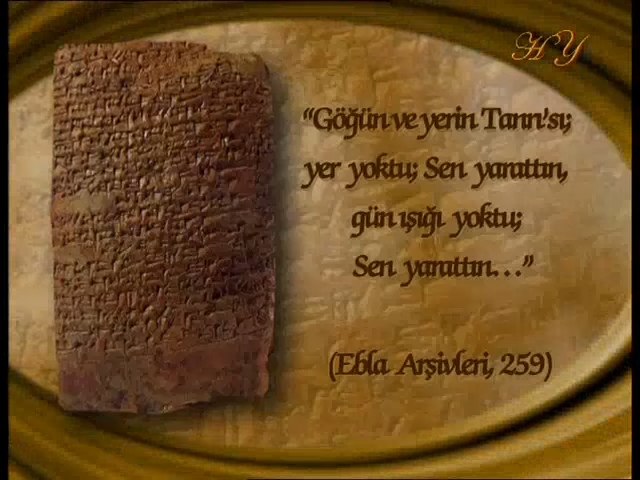 HY
“Göğün ve yerin Tanrı'sı;
yer yoktu; Sen yarattın,
gün ışığı yoktu;
Sen yarattın…”
(Ebla Arşivleri, 259)